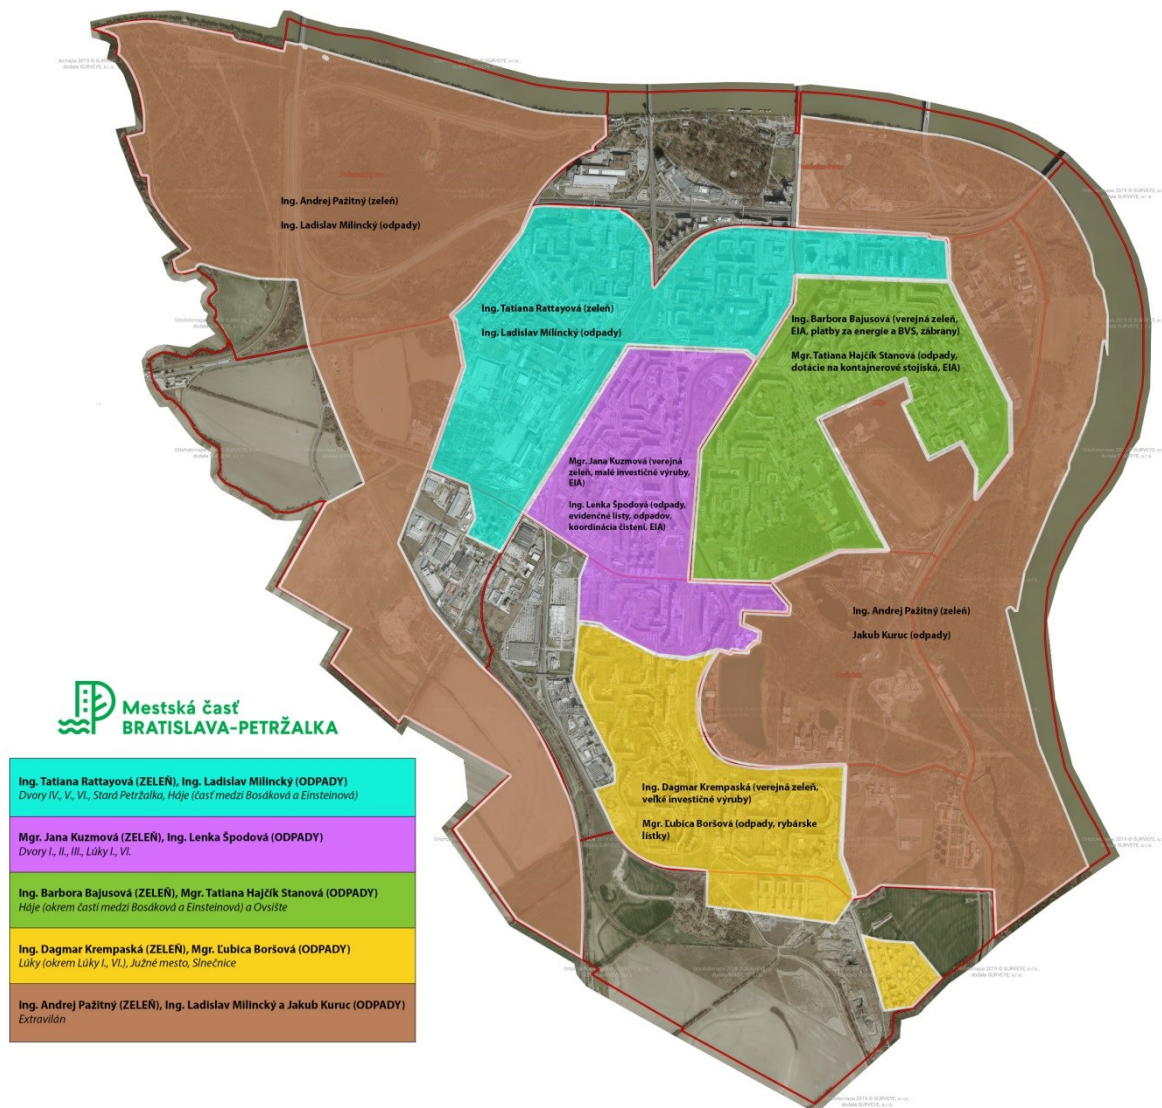 Ing. Andrej Pažitný (zeleň)
Ing. Ladislav Milincký (odpady)
Ing. Tatiana Rattayová (zeleň)
Ing. Ladislav Milincký (odpady)
Ing. Barbora Bajusová (verejná zeleň,
EIA, platby za energie a BVS, zábrany)
Mgr. Tatiana Hajčík Stanová (odpady,
dotácie na kontajnerové stojiská, EIA)
Mgr. Jana Kuzmová (verejná
zeleň, malé investičné výruby,
EIA)
Ing. Lenka Špodová (odpady,
evidenčné listy, odpadov,
koordinácia čistení, EIA)
Ing. Andrej Pažitný (zeleň)
Jakub Kuruc (odpady)
Ing. Dagmar Krempaská (verejná zeleň,
veľké investičné výruby)
Mgr. Ľubica Boršová (odpady, rybárske
lístky)
Mestská časť
BRATISLAVA-PETRŽALKA
Ing. Tatiana Rattayová (ZELEŇ), Ing. Ladislav Milincký (ODPADY)
Dvory IV., V., VI., Stará Petržalka, Háje (časť medzi Bosáková a Einsteinová)
Mgr. Jana Kuzmová (ZELEŇ), Ing. Lenka Špodová (ODPADY)
Dvory I., II., III., Lúky I., VI.
Ing. Barbora Bajusová (ZELEŇ), Mgr. Tatiana Hajčík Stanová (ODPADY)
Háje (okrem časti medzi Bosáková a Einsteinová) a Ovsište
Ing. Dagmar Krempaská (ZELEŇ), Mgr. Ľubica Boršová (ODPADY)
Lúky (okrem Lúky I., VI.), Južné mesto, Slnečnice
Ing. Andrej Pažitný (ZELEŇ), Ing. Ladislav Milincký a Jakub Kuruc (ODPADY)
Extravilán